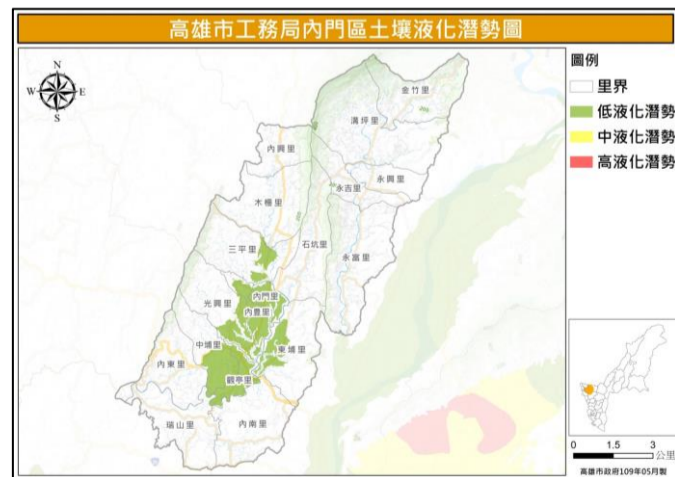 高雄市工務局內門區土壤液化潛勢圖
N
W E
S
圖例
里界
低液化潛勢
中液化潛勢
高液化潛勢
金竹里
溝坪里
內興里
永興里
永吉里
木柵里
石坑里
三平里
永富里
內門里
光興里
內豐里
中埔里
東埔里
內東里
觀亭里
瑞山里
內南里
0 1.5 3
公里
高雄市政府109年05月製